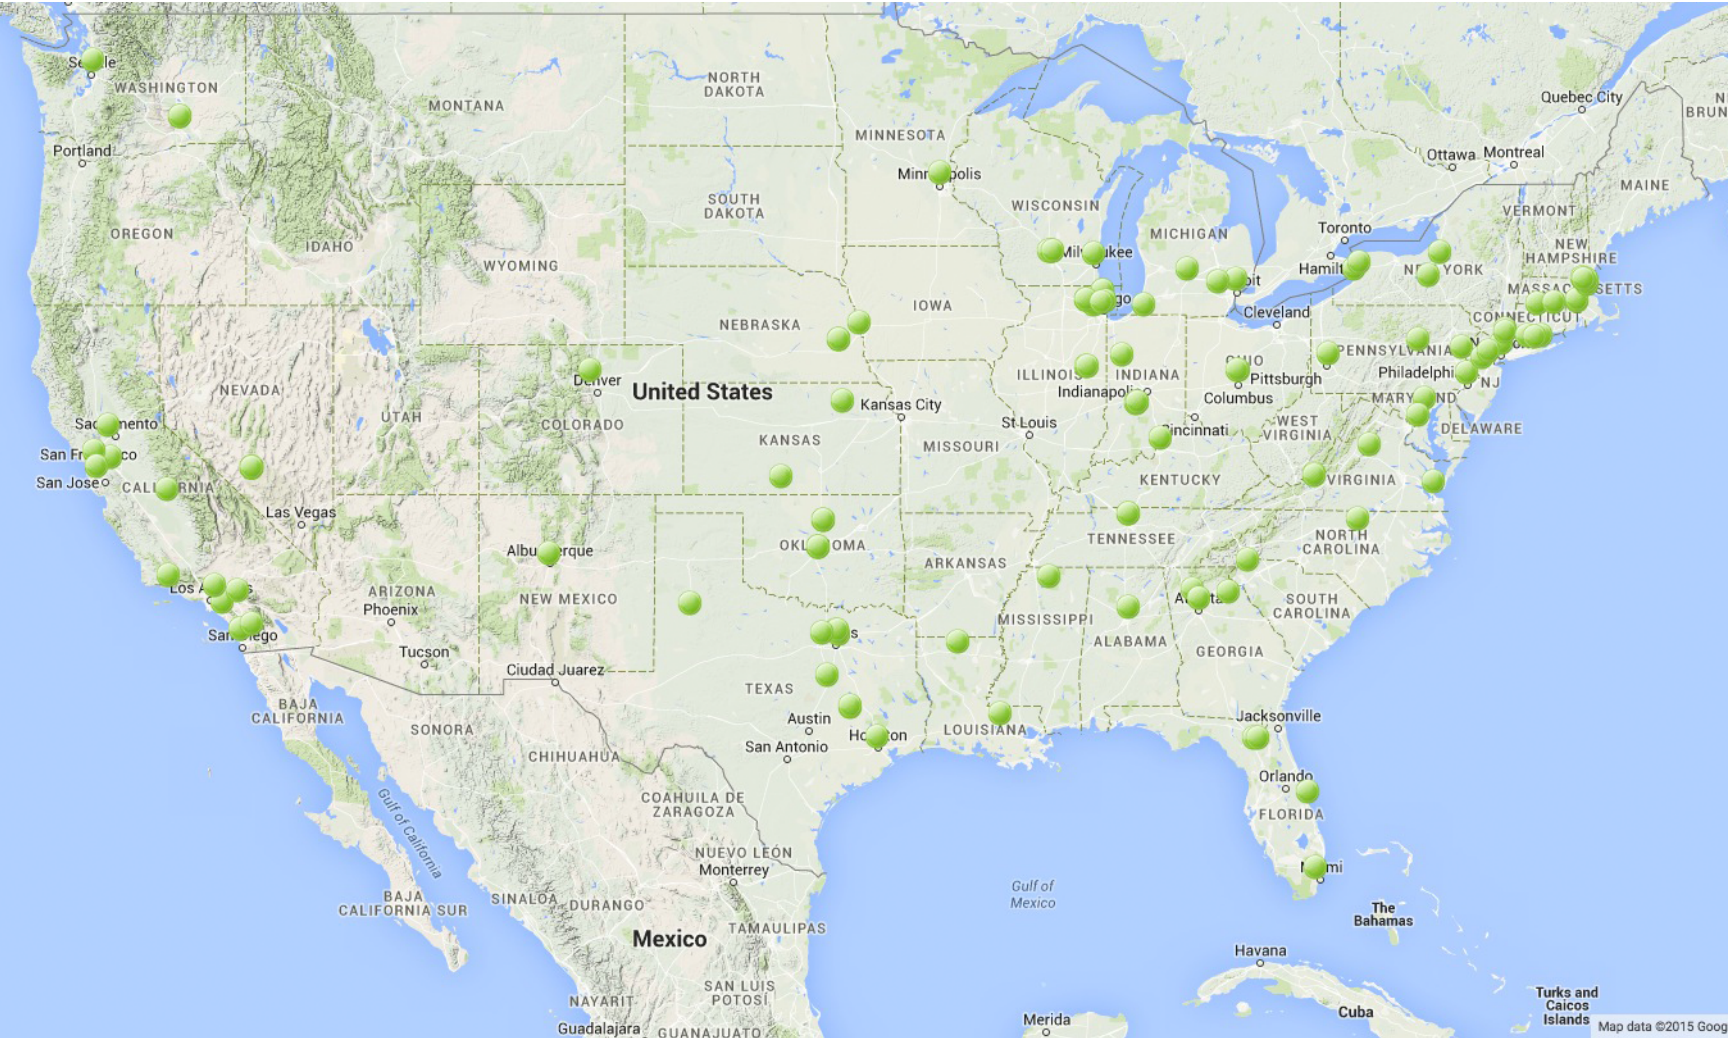 Quebec City
NORTH
DAKOTA
MONTANA
MINNESOTA
WASHINGTON
Portland
Ottawa
Montreal
MAINE
SOUTH
DAKOTA
WISCONSIN
VERMONT
OREGON
IDAHO
MICHIGAN
Toronto
NEW
HAMPSHIRE
WYOMING
IOWA
NEBRASKA
Cleveland
CONNECTICUT
United States
NEVADA
UTAH
COLORADO
Denver
Kansas City
KANSAS
MISSOURI
St Louis
ILLINOIS
INDIANA
OHIO
Columbus
Pittsburgh
PENNSYLVANIA
NJ
DELAWARE
WEST
VIRGINIA
VIRGINIA
KENTUCKY
San Jose
Las Vegas
TENNESSEE
NORTH
CAROLINA
ARKANSAS
ARIZONA
Phoenix
NEW MEXICO
SOUTH
CAROLINA
MISSISSIPPI
ALABAMA
GEORGIA
Tucson
Ciudad Juarez
TEXAS
BAJA
CALIFORNIA
SONORA
CHIHUAHUA
Austin
San Antonio
LOUISIANA
Jacksonville
Orlando
FLORIDA
Gulf of California
COAHUILA DE
ZARAGOZA
NUEVO LEÓN
Monterrey
Gulf of
Mexico
BAJA
CALIFORNIA SUR
SINALOA
DURANGO
TAMAULIPAS
The
Bahamas
Mexico
Havana
SAN LUIS
POTOSÍ
NAYARIT
Guadalajara
GUANAJUATO
Merida
Cuba
Turks and
Caicos
Islands
Map data ©2015 Goog